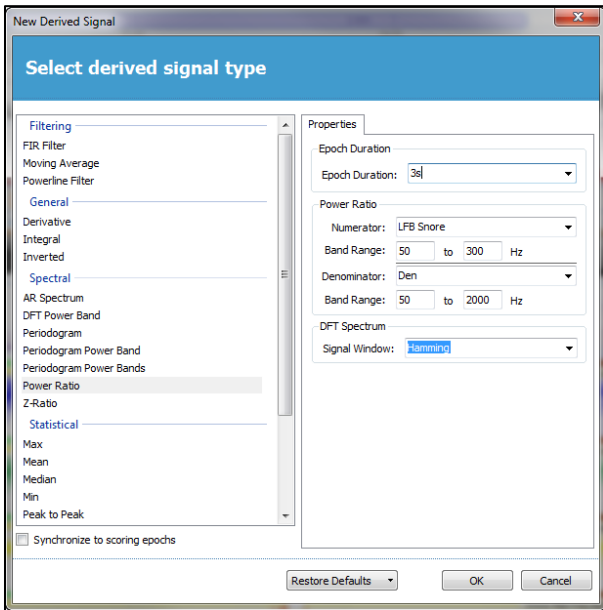 New Derived Signal
Select derived signal type
Filtering
FIR Filter
Moving Average
Powerline Filter
General
Derivative
Integral
Inverted
Spectral
AR Spectrum
DFT Power Band
Periodogram
Periodogram Power Band
Periodogram Power Bands
Power Ratio
Z-Ratio
Statistical
Max
Mean
Median
Min
Peak to Peak
Synchronize to scoring epochs
Properties
Epoch Duration
Epoch Duration: 3s
Power Ratio
Numerator: LFB Snore
Band Range: 50 to 300 Hz
Denominator: Den
Band Range: 50 to 2000 Hz
DFT Spectrum
Signal Window: Hamming
Restore Defaults OK Cancel